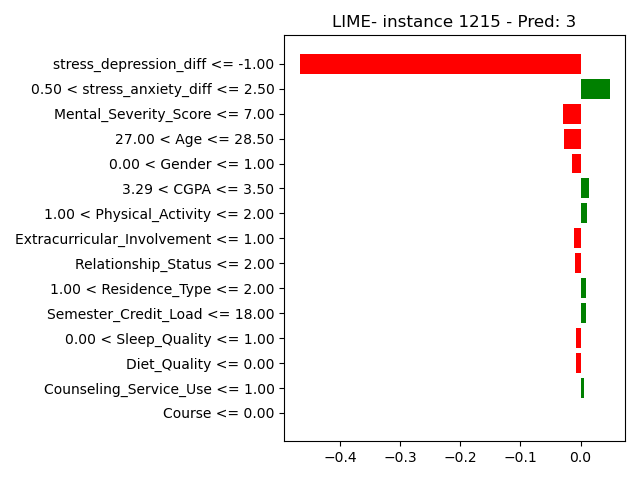 LIME- instance 1215 - Pred: 3
stress_depression_diff <= -1.00
0.50 < stress_anxiety_diff <= 2.50
Mental_Severity_Score <= 7.00
27.00 < Age <= 28.50
0.00 < Gender <= 1.00
3.29 < CGPA <= 3.50
1.00 < Physical_Activity <= 2.00
Extracurricular_Involvement <= 1.00
Relationship_Status <= 2.00
1.00 < Residence_Type <= 2.00
Semester_Credit_Load <= 18.00
0.00 < Sleep_Quality <= 1.00
Diet_Quality <= 0.00
Counseling_Service_Use <= 1.00
Course <= 0.00
−0.4 −0.3 −0.2 −0.1 0.0